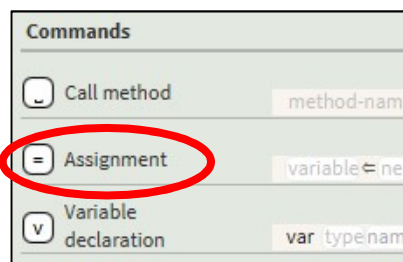 Commands
␣ Call method method-nam
= Assignment variable ⇐ ne
v Variable
declaration var type nam